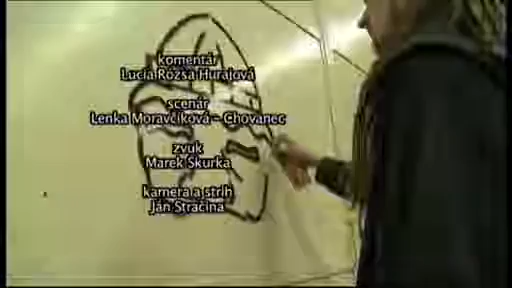 komentár
Lucia Rózsa Hurajová
scenár
Lenka Moravčíková - Chovanec
zvuk
Marek Škurka
kamera a strih
Ján Stračina